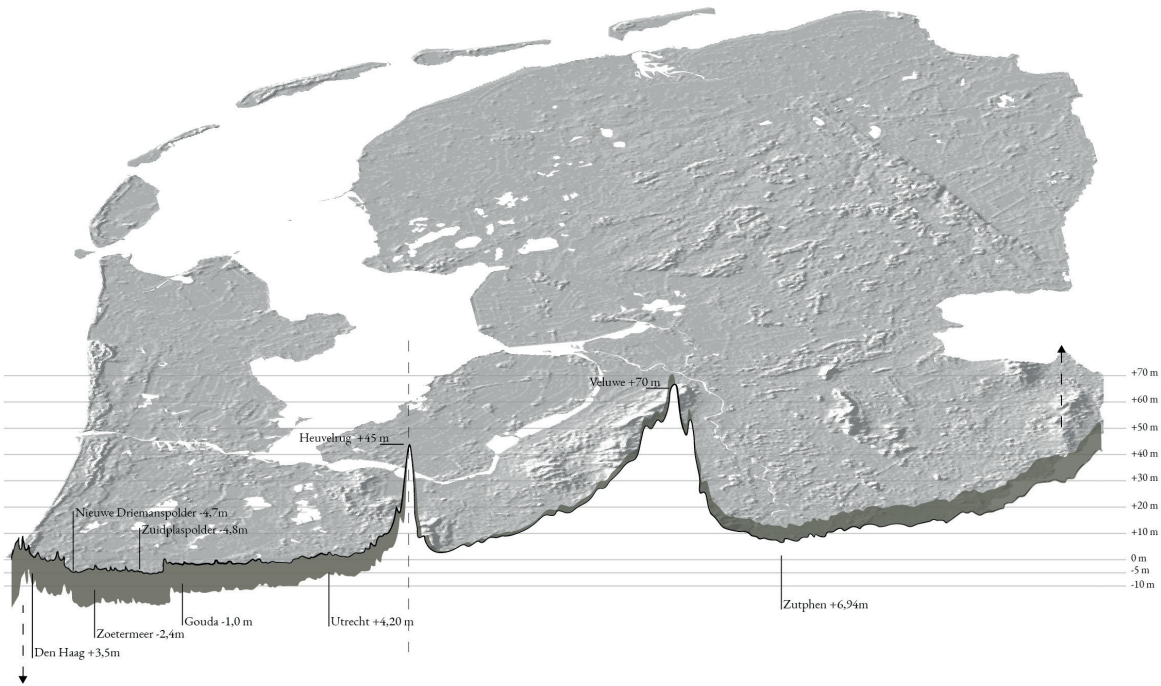 +70 m
Veluwe +70 m
+60 m
+50 m
Heuvelrug +45 m
+40 m
+30 m
+20 m
Nieuwe Driemanspolder -4,7m
Zuidplaspolder -4,8m
+10 m
0 m
-5 m
-10 m
Zutphen +6,94m
Gouda -1,0 m
Utrecht +4,20 m
Zoetermeer -2,4m
Den Haag +3,5m